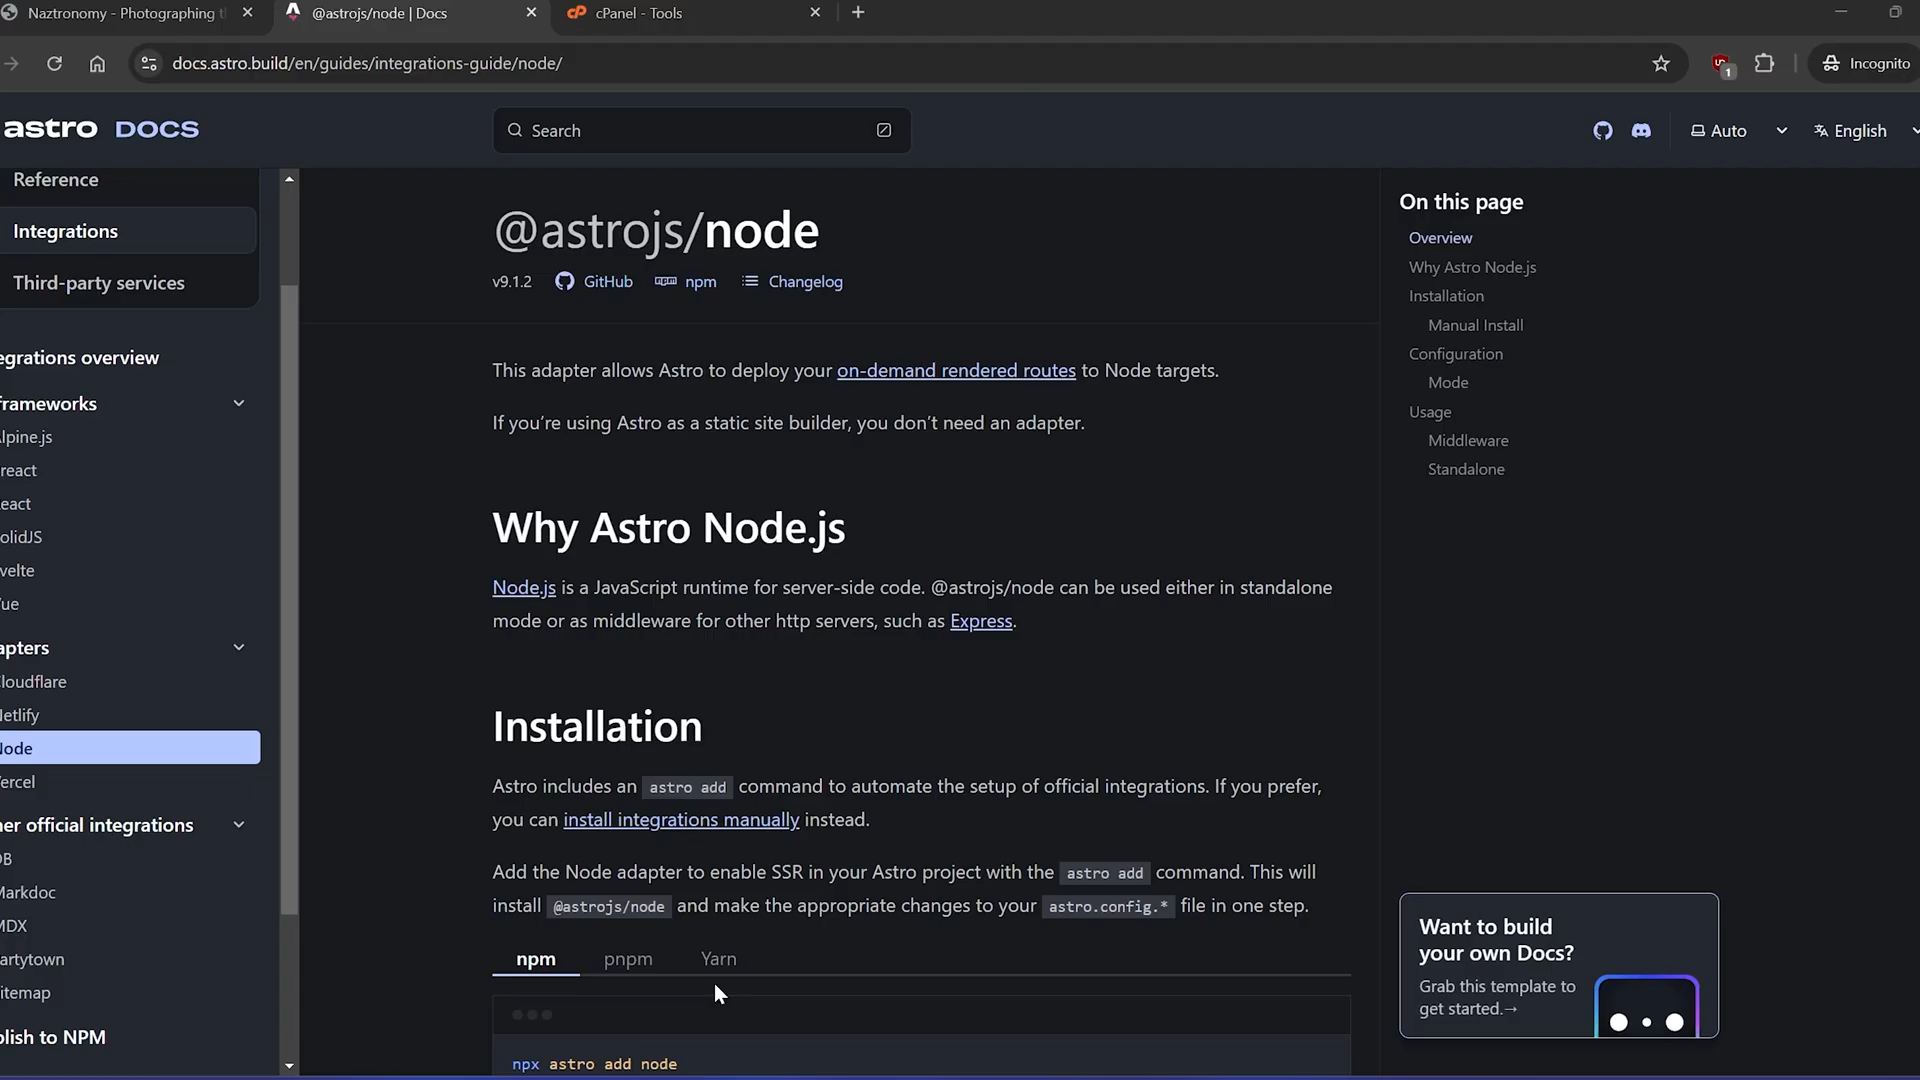 Naztronomy - Photographing t
@astrojs/node | Docs
cPanel - Tools
docs.astro.build/en/guides/integrations-guide/node/
1
Incognito
astro DOCS
Search
Auto
English
Reference
Integrations
Third-party services
egrations overview
frameworks
lpine.js
react
eact
olidJS
velte
ue
apters
loudflare
etlify
ode
ercel
er official integrations
DB
Markdoc
MDX
artytown
itemap
blish to NPM
@astrojs/node
v9.1.2 GitHub npm Changelog
This adapter allows Astro to deploy your on-demand rendered routes to Node targets.
If you’re using Astro as a static site builder, you don’t need an adapter.
Why Astro Node.js
Node.js is a JavaScript runtime for server-side code. @astrojs/node can be used either in standalone
mode or as middleware for other http servers, such as Express.
Installation
Astro includes an astro add command to automate the setup of official integrations. If you prefer,
you can install integrations manually instead.
Add the Node adapter to enable SSR in your Astro project with the astro add command. This will
install @astrojs/node and make the appropriate changes to your astro.config.* file in one step.
npm pnpm Yarn
npx astro add node
On this page
Overview
Why Astro Node.js
Installation
Manual Install
Configuration
Mode
Usage
Middleware
Standalone
Want to build
your own Docs?
Grab this template to
get started.→